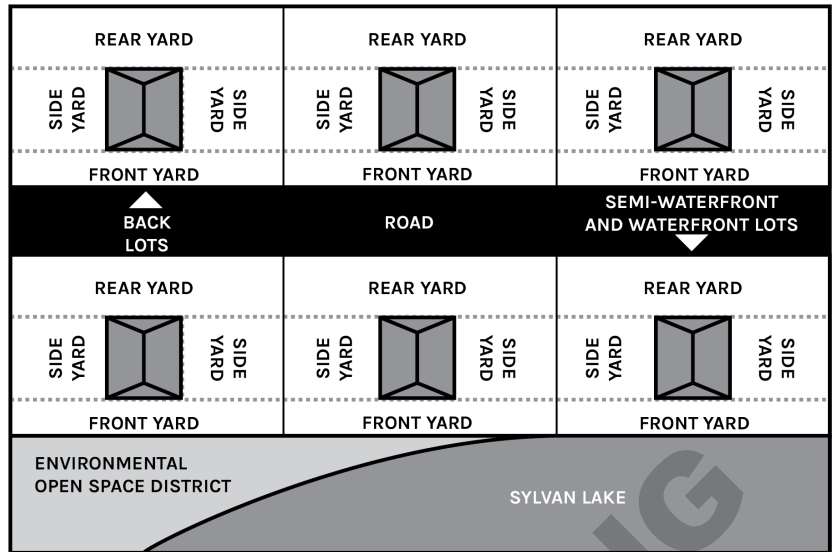 REAR YARD
REAR YARD
REAR YARD
SIDE
YARD
SIDE
YARD
SIDE
YARD
SIDE
YARD
SIDE
YARD
SIDE
YARD
FRONT YARD
FRONT YARD
FRONT YARD
BACK
LOTS
ROAD
SEMI-WATERFRONT
AND WATERFRONT LOTS
REAR YARD
REAR YARD
REAR YARD
SIDE
YARD
SIDE
YARD
SIDE
YARD
SIDE
YARD
SIDE
YARD
SIDE
YARD
FRONT YARD
FRONT YARD
FRONT YARD
ENVIRONMENTAL
OPEN SPACE DISTRICT
SYLVAN LAKE